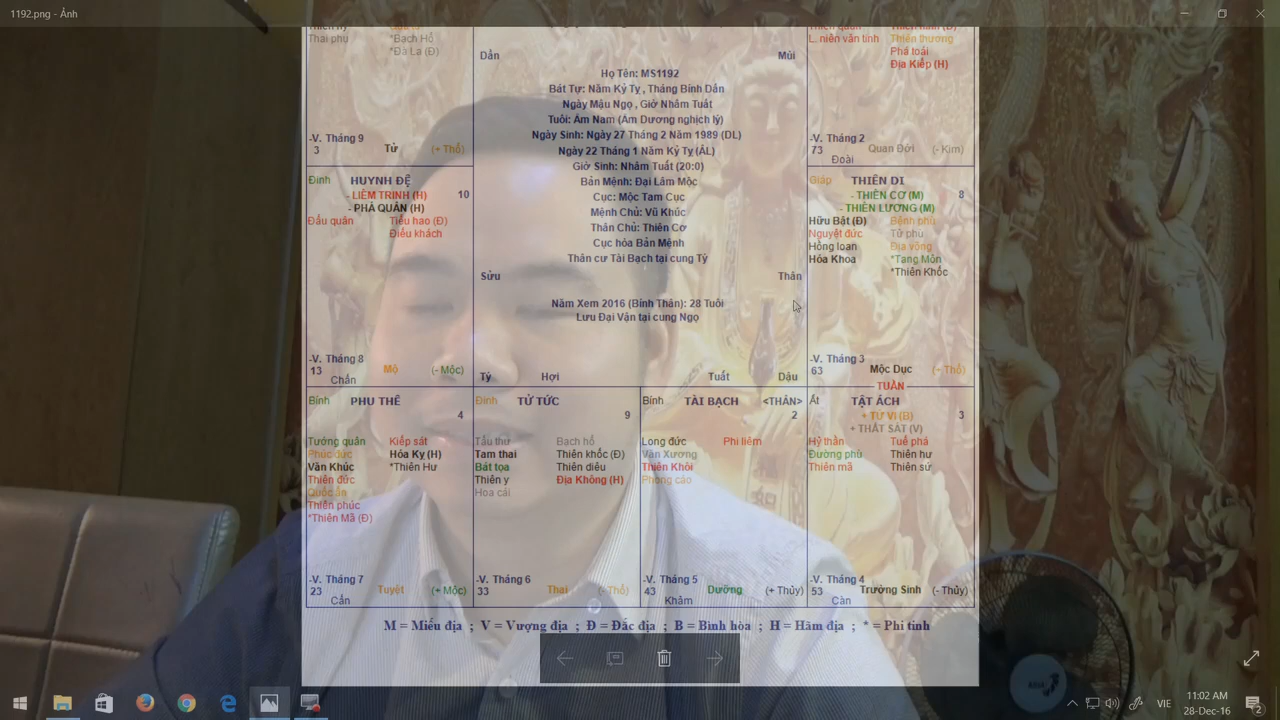 1192.png - Ảnh
Thai phụ
*Bạch Hổ
*Đà La (Đ)
-V. Tháng 9
3
Tử
(+ Thổ)
Dần
Mùi
Họ Tên: MS1192
Bát Tự: Năm Kỷ Tỵ , Tháng Bính Dần
Ngày Mậu Ngọ , Giờ Nhâm Tuất
Tuổi: Âm Nam (Âm Dương nghịch lý)
Ngày Sinh: Ngày 27 Tháng 2 Năm 1989 (DL)
Ngày 22 Tháng 1 Năm Kỷ Tỵ (ÂL)
Giờ Sinh: Nhâm Tuất (20:0)
Bản Mệnh: Đại Lâm Mộc
Cục: Mộc Tam Cục
Mệnh Chủ: Vũ Khúc
Thân Chủ: Thiên Cơ
Cục hòa Bản Mệnh
Thân cư Tài Bạch tại cung Tý
Sửu
Thân
Năm Xem 2016 (Bính Thân): 28 Tuổi
Lưu Đại Vận tại cung Ngọ
Tý
Hợi
Tuất
Dậu
L. niên văn tinh
Thiên thương
Phá toái
Địa Kiếp (H)
-V. Tháng 2
73
Quan Đới
(- Kim)
Đoài
Đinh
HUYNH ĐỆ
10
- LIÊM TRINH (H)
- PHÁ QUÂN (H)
Đẩu quân
Tiểu hao (Đ)
Điếu khách
-V. Tháng 8
13
Mộ
(- Mộc)
Chấn
Giáp
THIÊN DI
8
- THIÊN CƠ (M)
- THIÊN LƯƠNG (M)
Hữu Bật (Đ)
Bệnh phù
Nguyệt đức
Tử phù
Hồng loan
Địa võng
Hóa Khoa
*Tang Môn
*Thiên Khốc
-V. Tháng 3
63
Mộc Dục
(- Thổ)
TUẦN
Bính
PHU THÊ
4
Tướng quân
Kiếp sát
Phúc đức
Hóa Kỵ (H)
Văn Khúc
*Thiên Hư
Thiên đức
Quốc ấn
Thiên phúc
*Thiên Mã (Đ)
-V. Tháng 7
23
Tuyệt
(+ Mộc)
Cấn
Đinh
TỬ TỨC
9
Tấu thư
Bạch hổ
Tam thai
Thiên khốc (Đ)
Bát tọa
Thiên diêu
Thiên y
Địa Không (H)
Hoa cái
-V. Tháng 6
33
Thai
(- Thổ)
Bính
TÀI BẠCH
<THÂN>
2
Long đức
Phi liêm
Văn Xương
Thiên Khôi
Phong cáo
-V. Tháng 5
43
Dưỡng
(+ Thủy)
Khảm
Ất
TẬT ÁCH
3
+ TỬ VI (B)
+ THẤT SÁT (V)
Hỷ thần
Tuế phá
Đường phù
Thiên hư
Thiên mã
Thiên sứ
-V. Tháng 4
53
Trường Sinh
(- Thủy)
Càn
M = Miếu địa ; V = Vượng địa ; Đ = Đắc địa ; B = Bình hòa ; H = Hãm địa ; * = Phi tinh
VIE
11:02 AM
28-Dec-16
2